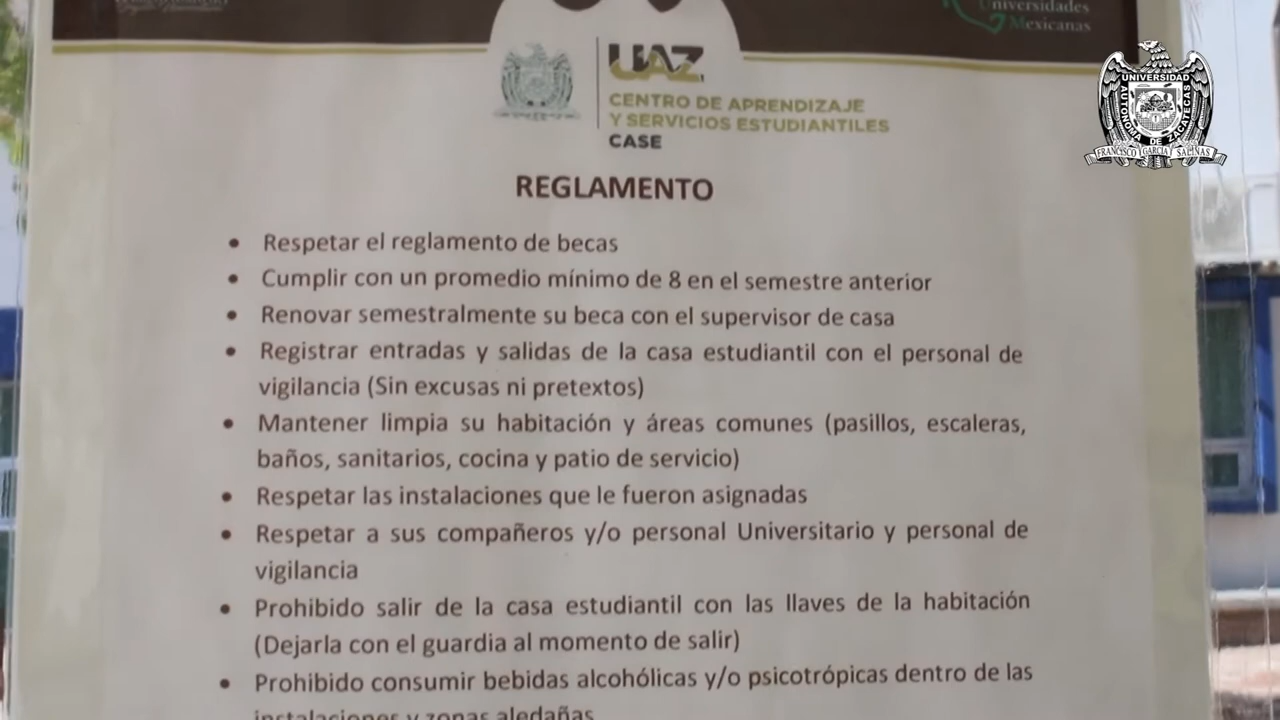 Universidades
Mexicanas
UAZ
CENTRO DE APRENDIZAJE
Y SERVICIOS ESTUDIANTILES
CASE
UNIVERSIDAD AUTONOMA DE ZACATECAS
FRANCISCO GARCIA SALINAS
REGLAMENTO
• Respetar el reglamento de becas
• Cumplir con un promedio mínimo de 8 en el semestre anterior
• Renovar semestralmente su beca con el supervisor de casa
• Registrar entradas y salidas de la casa estudiantil con el personal de
vigilancia (Sin excusas ni pretextos)
• Mantener limpia su habitación y áreas comunes (pasillos, escaleras,
baños, sanitarios, cocina y patio de servicio)
• Respetar las instalaciones que le fueron asignadas
• Respetar a sus compañeros y/o personal Universitario y personal de
vigilancia
• Prohibido salir de la casa estudiantil con las llaves de la habitación
(Dejarla con el guardia al momento de salir)
• Prohibido consumir bebidas alcohólicas y/o psicotrópicas dentro de las
instalaciones y zonas aledañas